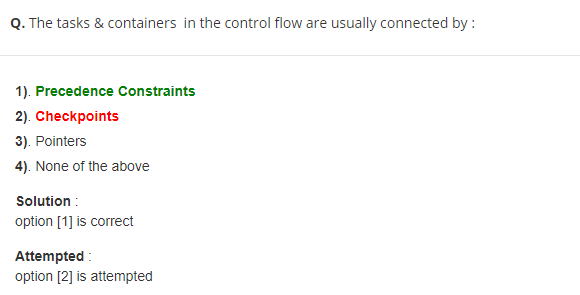 Q. The tasks & containers in the control flow are usually connected by :
1). Precedence Constraints
2). Checkpoints
3). Pointers
4). None of the above
Solution :
option [1] is correct
Attempted :
option [2] is attempted